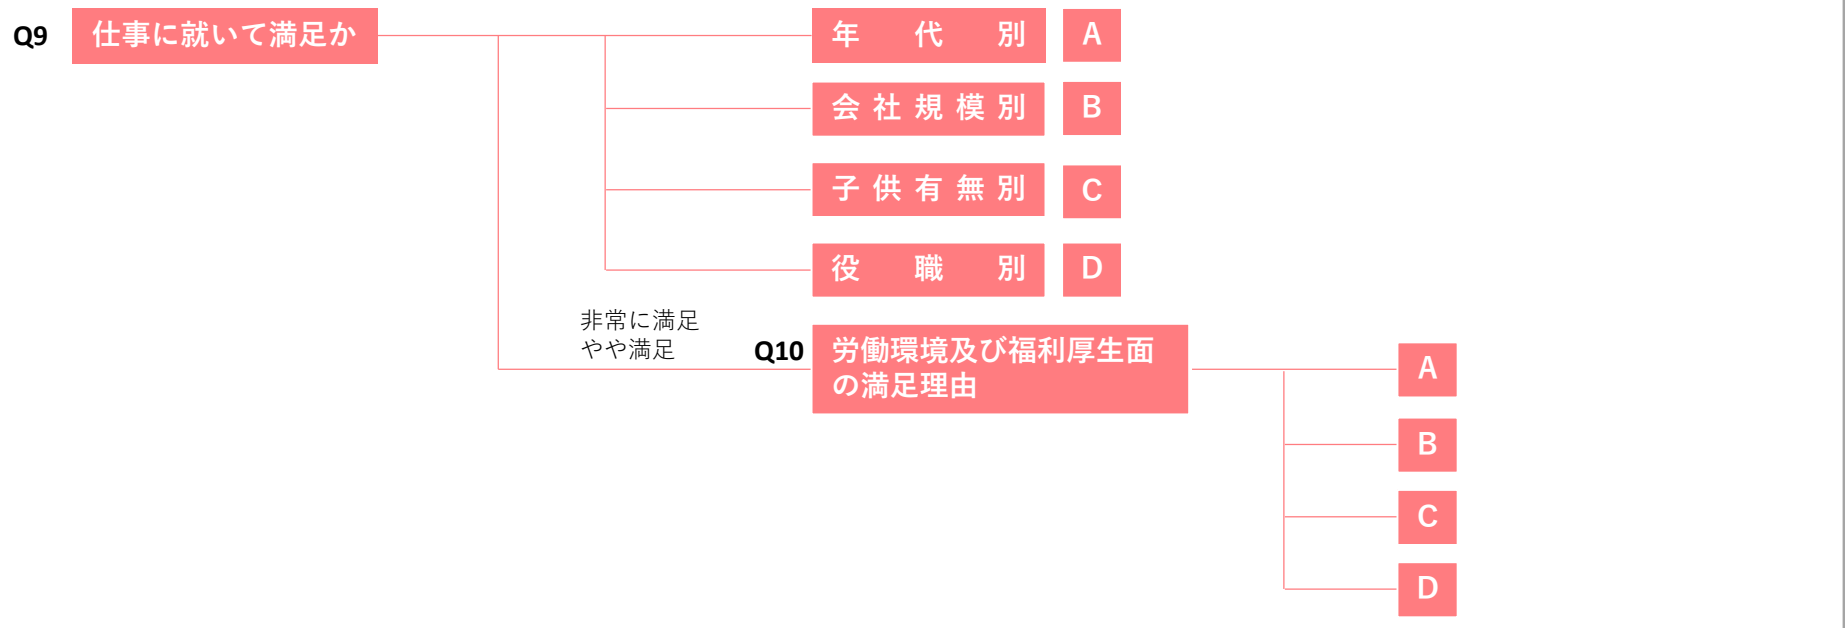 Q9 仕事に就いて満足か
年代別 A
会社規模別 B
子供有無別 C
役職別 D
非常に満足
やや満足
Q10 労働環境及び福利厚生面
の満足理由
A
B
C
D